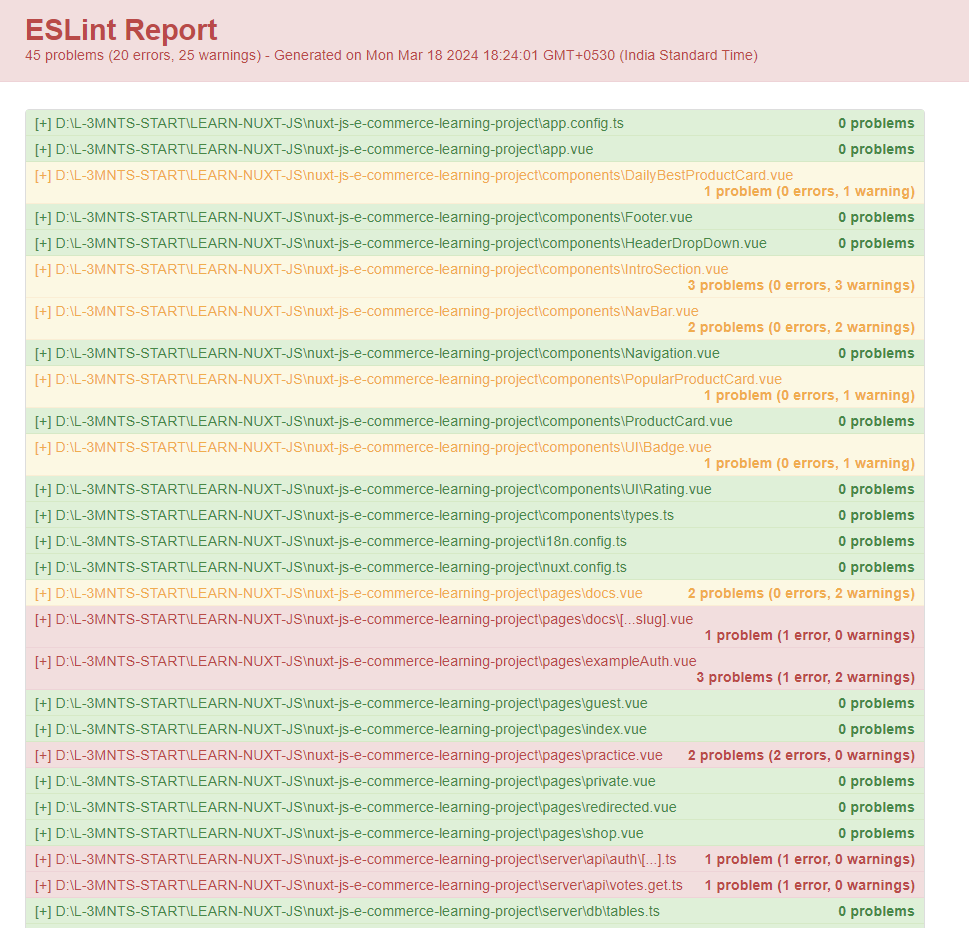 ESLint Report
45 problems (20 errors, 25 warnings) - Generated on Mon Mar 18 2024 18:24:01 GMT+0530 (India Standard Time)
[+] D:\L-3MNTS-START\LEARN-NUXT-JS\nuxt-js-e-commerce-learning-project\app.config.ts 0 problems
[+] D:\L-3MNTS-START\LEARN-NUXT-JS\nuxt-js-e-commerce-learning-project\app.vue 0 problems
[+] D:\L-3MNTS-START\LEARN-NUXT-JS\nuxt-js-e-commerce-learning-project\components\DailyBestProductCard.vue
1 problem (0 errors, 1 warning)
[+] D:\L-3MNTS-START\LEARN-NUXT-JS\nuxt-js-e-commerce-learning-project\components\Footer.vue 0 problems
[+] D:\L-3MNTS-START\LEARN-NUXT-JS\nuxt-js-e-commerce-learning-project\components\HeaderDropDown.vue 0 problems
[+] D:\L-3MNTS-START\LEARN-NUXT-JS\nuxt-js-e-commerce-learning-project\components\IntroSection.vue
3 problems (0 errors, 3 warnings)
[+] D:\L-3MNTS-START\LEARN-NUXT-JS\nuxt-js-e-commerce-learning-project\components\NavBar.vue
2 problems (0 errors, 2 warnings)
[+] D:\L-3MNTS-START\LEARN-NUXT-JS\nuxt-js-e-commerce-learning-project\components\Navigation.vue 0 problems
[+] D:\L-3MNTS-START\LEARN-NUXT-JS\nuxt-js-e-commerce-learning-project\components\PopularProductCard.vue
1 problem (0 errors, 1 warning)
[+] D:\L-3MNTS-START\LEARN-NUXT-JS\nuxt-js-e-commerce-learning-project\components\ProductCard.vue 0 problems
[+] D:\L-3MNTS-START\LEARN-NUXT-JS\nuxt-js-e-commerce-learning-project\components\UI\Badge.vue
1 problem (0 errors, 1 warning)
[+] D:\L-3MNTS-START\LEARN-NUXT-JS\nuxt-js-e-commerce-learning-project\components\UI\Rating.vue 0 problems
[+] D:\L-3MNTS-START\LEARN-NUXT-JS\nuxt-js-e-commerce-learning-project\components\types.ts 0 problems
[+] D:\L-3MNTS-START\LEARN-NUXT-JS\nuxt-js-e-commerce-learning-project\i18n.config.ts 0 problems
[+] D:\L-3MNTS-START\LEARN-NUXT-JS\nuxt-js-e-commerce-learning-project\nuxt.config.ts 0 problems
[+] D:\L-3MNTS-START\LEARN-NUXT-JS\nuxt-js-e-commerce-learning-project\pages\docs.vue 2 problems (0 errors, 2 warnings)
[+] D:\L-3MNTS-START\LEARN-NUXT-JS\nuxt-js-e-commerce-learning-project\pages\docs\[...slug].vue
1 problem (1 error, 0 warnings)
[+] D:\L-3MNTS-START\LEARN-NUXT-JS\nuxt-js-e-commerce-learning-project\pages\exampleAuth.vue
3 problems (1 error, 2 warnings)
[+] D:\L-3MNTS-START\LEARN-NUXT-JS\nuxt-js-e-commerce-learning-project\pages\guest.vue 0 problems
[+] D:\L-3MNTS-START\LEARN-NUXT-JS\nuxt-js-e-commerce-learning-project\pages\index.vue 0 problems
[+] D:\L-3MNTS-START\LEARN-NUXT-JS\nuxt-js-e-commerce-learning-project\pages\practice.vue 2 problems (2 errors, 0 warnings)
[+] D:\L-3MNTS-START\LEARN-NUXT-JS\nuxt-js-e-commerce-learning-project\pages\private.vue 0 problems
[+] D:\L-3MNTS-START\LEARN-NUXT-JS\nuxt-js-e-commerce-learning-project\pages\redirected.vue 0 problems
[+] D:\L-3MNTS-START\LEARN-NUXT-JS\nuxt-js-e-commerce-learning-project\pages\shop.vue 0 problems
[+] D:\L-3MNTS-START\LEARN-NUXT-JS\nuxt-js-e-commerce-learning-project\server\api\auth\[...].ts 1 problem (1 error, 0 warnings)
[+] D:\L-3MNTS-START\LEARN-NUXT-JS\nuxt-js-e-commerce-learning-project\server\api\votes.get.ts 1 problem (1 error, 0 warnings)
[+] D:\L-3MNTS-START\LEARN-NUXT-JS\nuxt-js-e-commerce-learning-project\server\db\tables.ts 0 problems